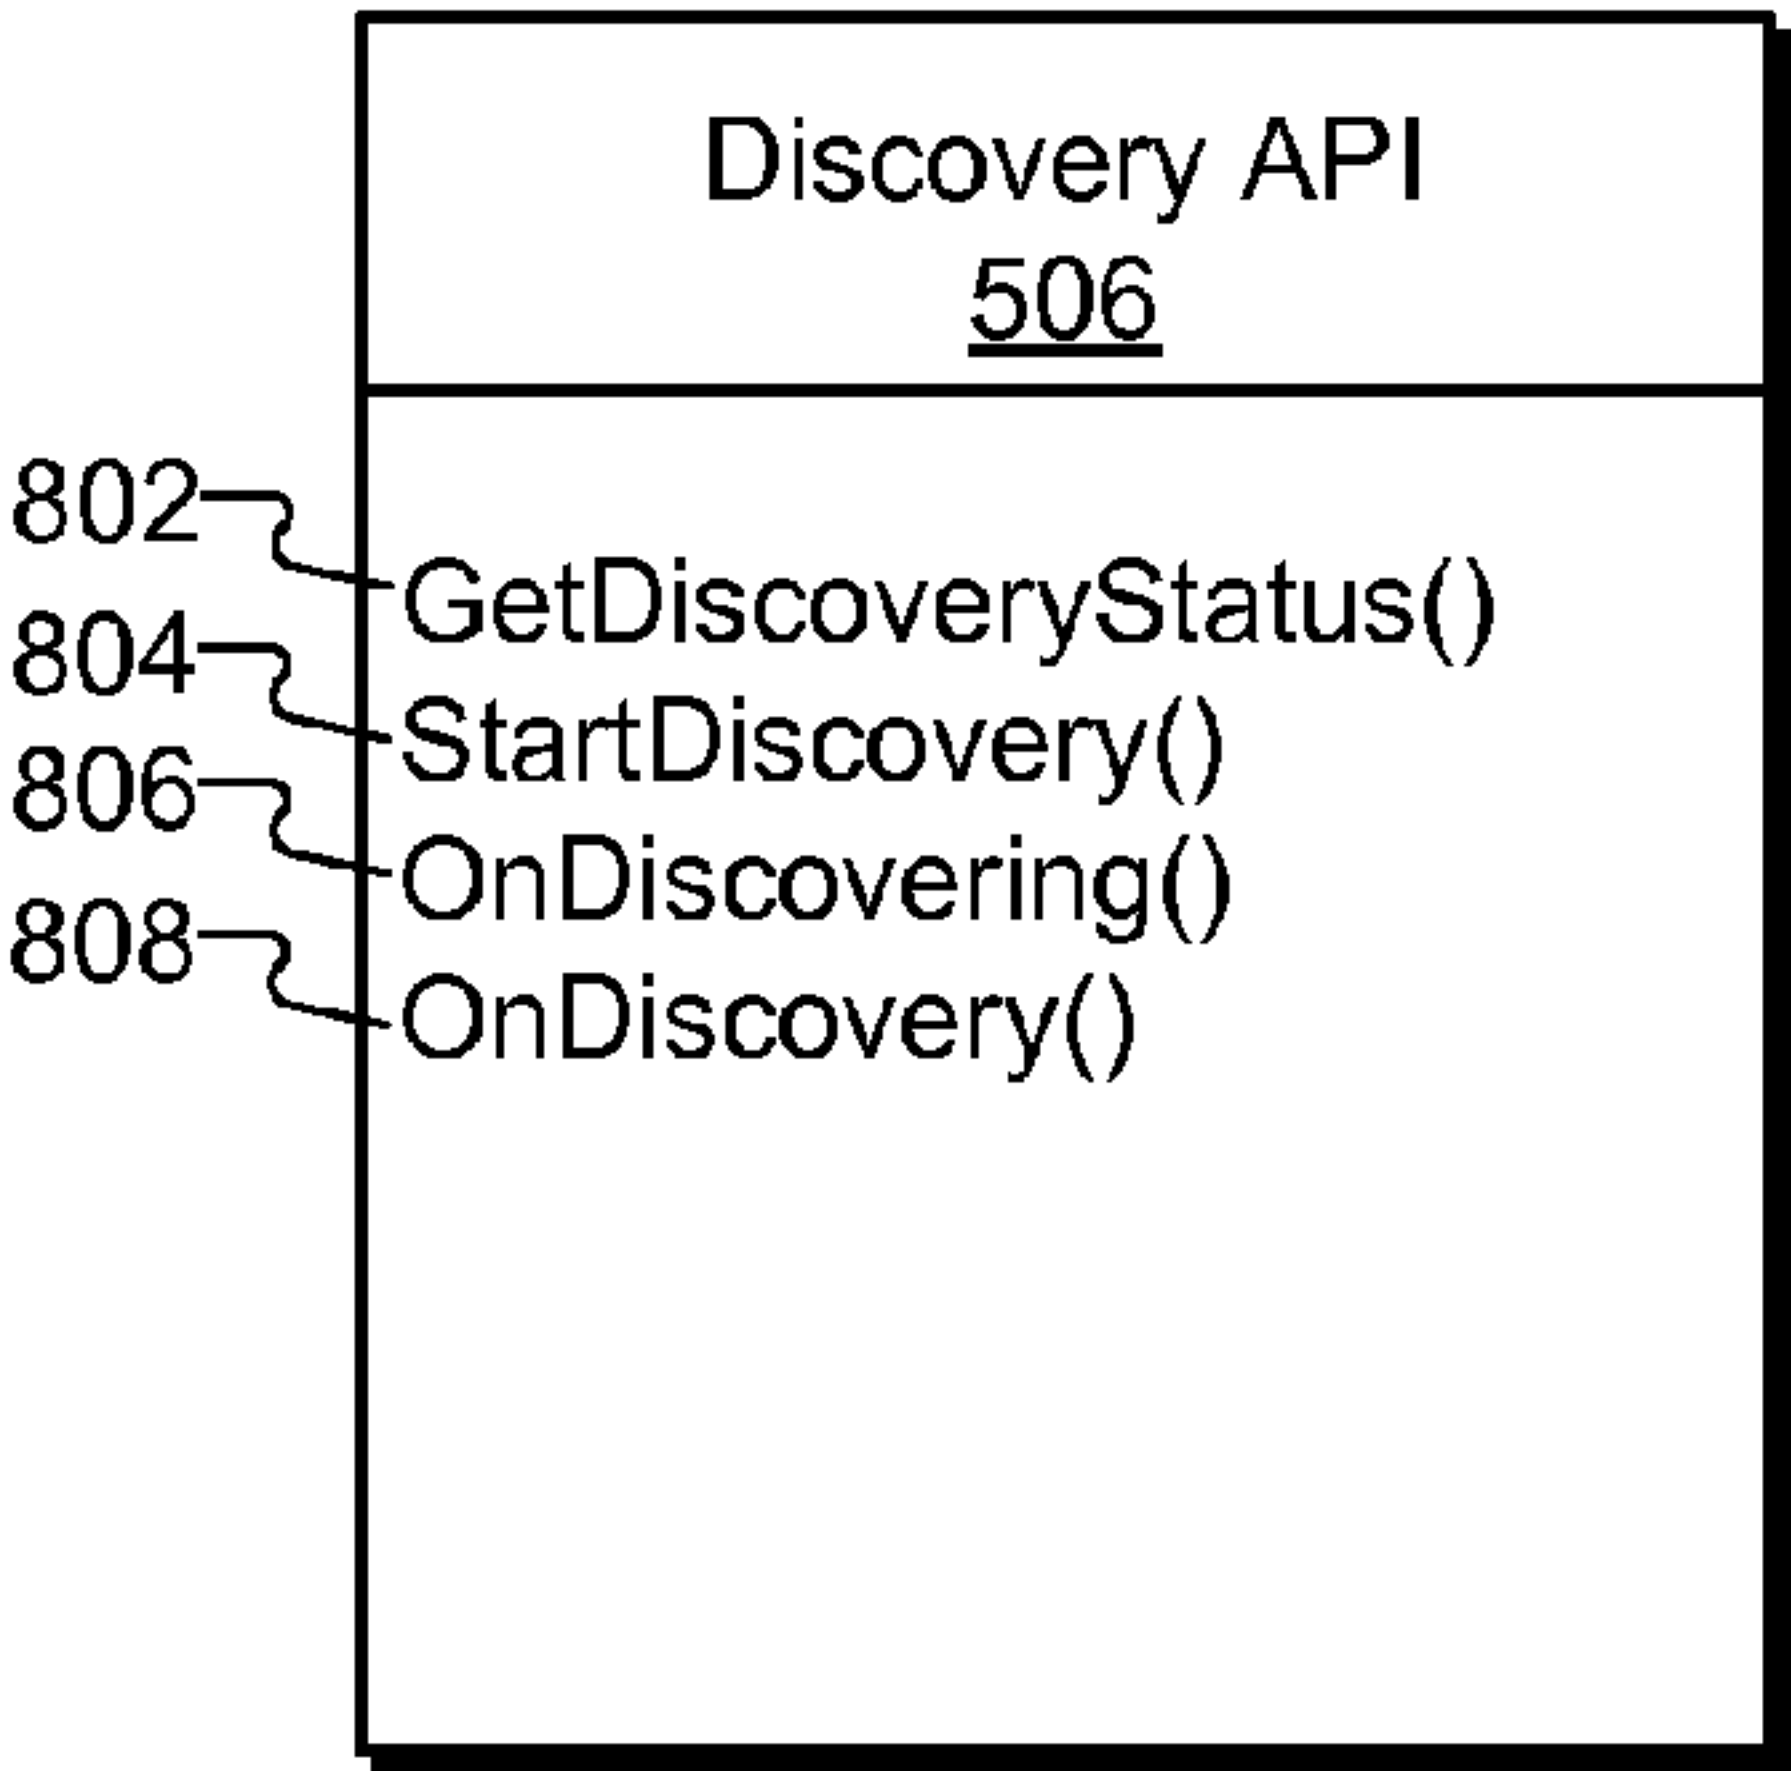 Discovery API
506
802
GetDiscoveryStatus()
804
StartDiscovery()
806
OnDiscovering()
808
OnDiscovery()